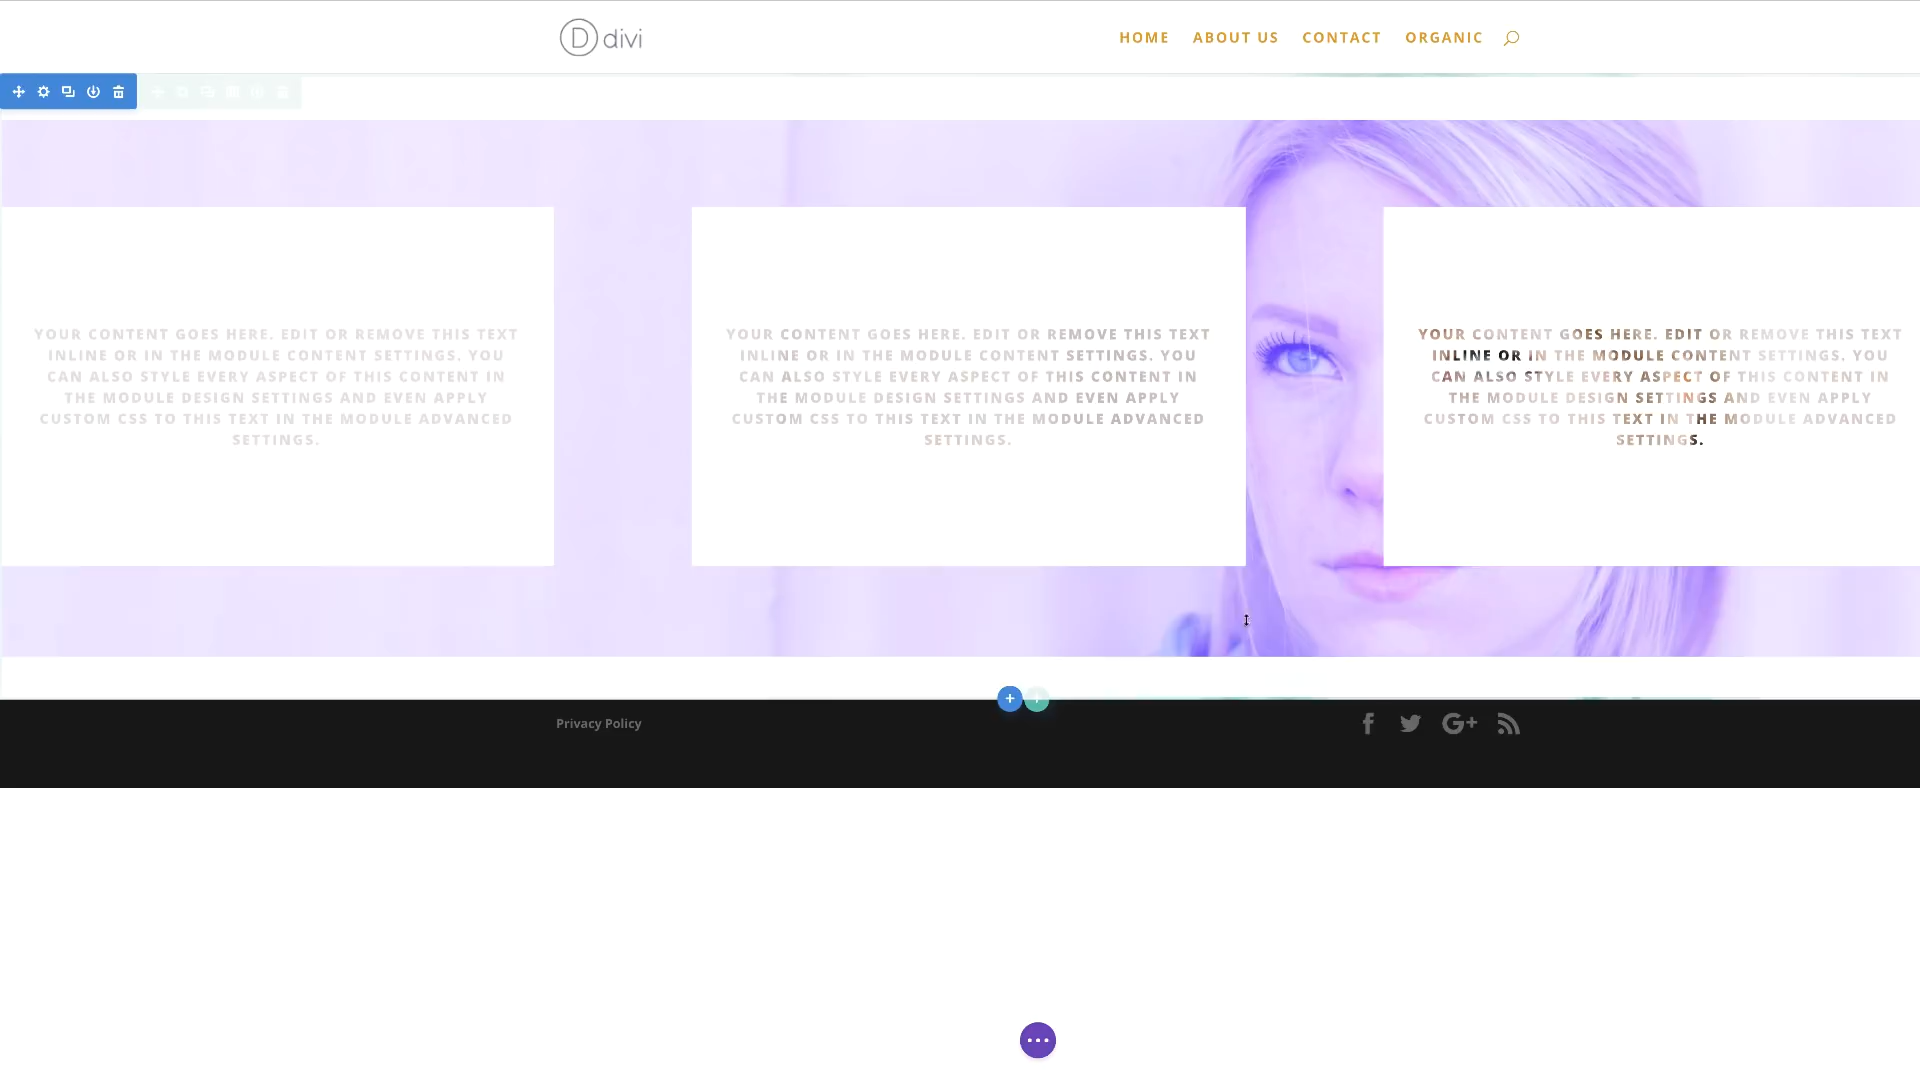 D divi
HOME ABOUT US CONTACT ORGANIC
YOUR CONTENT GOES HERE. EDIT OR REMOVE THIS TEXT
INLINE OR IN THE MODULE CONTENT SETTINGS. YOU
CAN ALSO STYLE EVERY ASPECT OF THIS CONTENT IN
THE MODULE DESIGN SETTINGS AND EVEN APPLY
CUSTOM CSS TO THIS TEXT IN THE MODULE ADVANCED
SETTINGS.
YOUR CONTENT GOES HERE. EDIT OR REMOVE THIS TEXT
INLINE OR IN THE MODULE CONTENT SETTINGS. YOU
CAN ALSO STYLE EVERY ASPECT OF THIS CONTENT IN
THE MODULE DESIGN SETTINGS AND EVEN APPLY
CUSTOM CSS TO THIS TEXT IN THE MODULE ADVANCED
SETTINGS.
YOUR CONTENT GOES HERE. EDIT OR REMOVE THIS TEXT
INLINE OR IN THE MODULE CONTENT SETTINGS. YOU
CAN ALSO STYLE EVERY ASPECT OF THIS CONTENT IN
THE MODULE DESIGN SETTINGS AND EVEN APPLY
CUSTOM CSS TO THIS TEXT IN THE MODULE ADVANCED
SETTINGS.
Privacy Policy